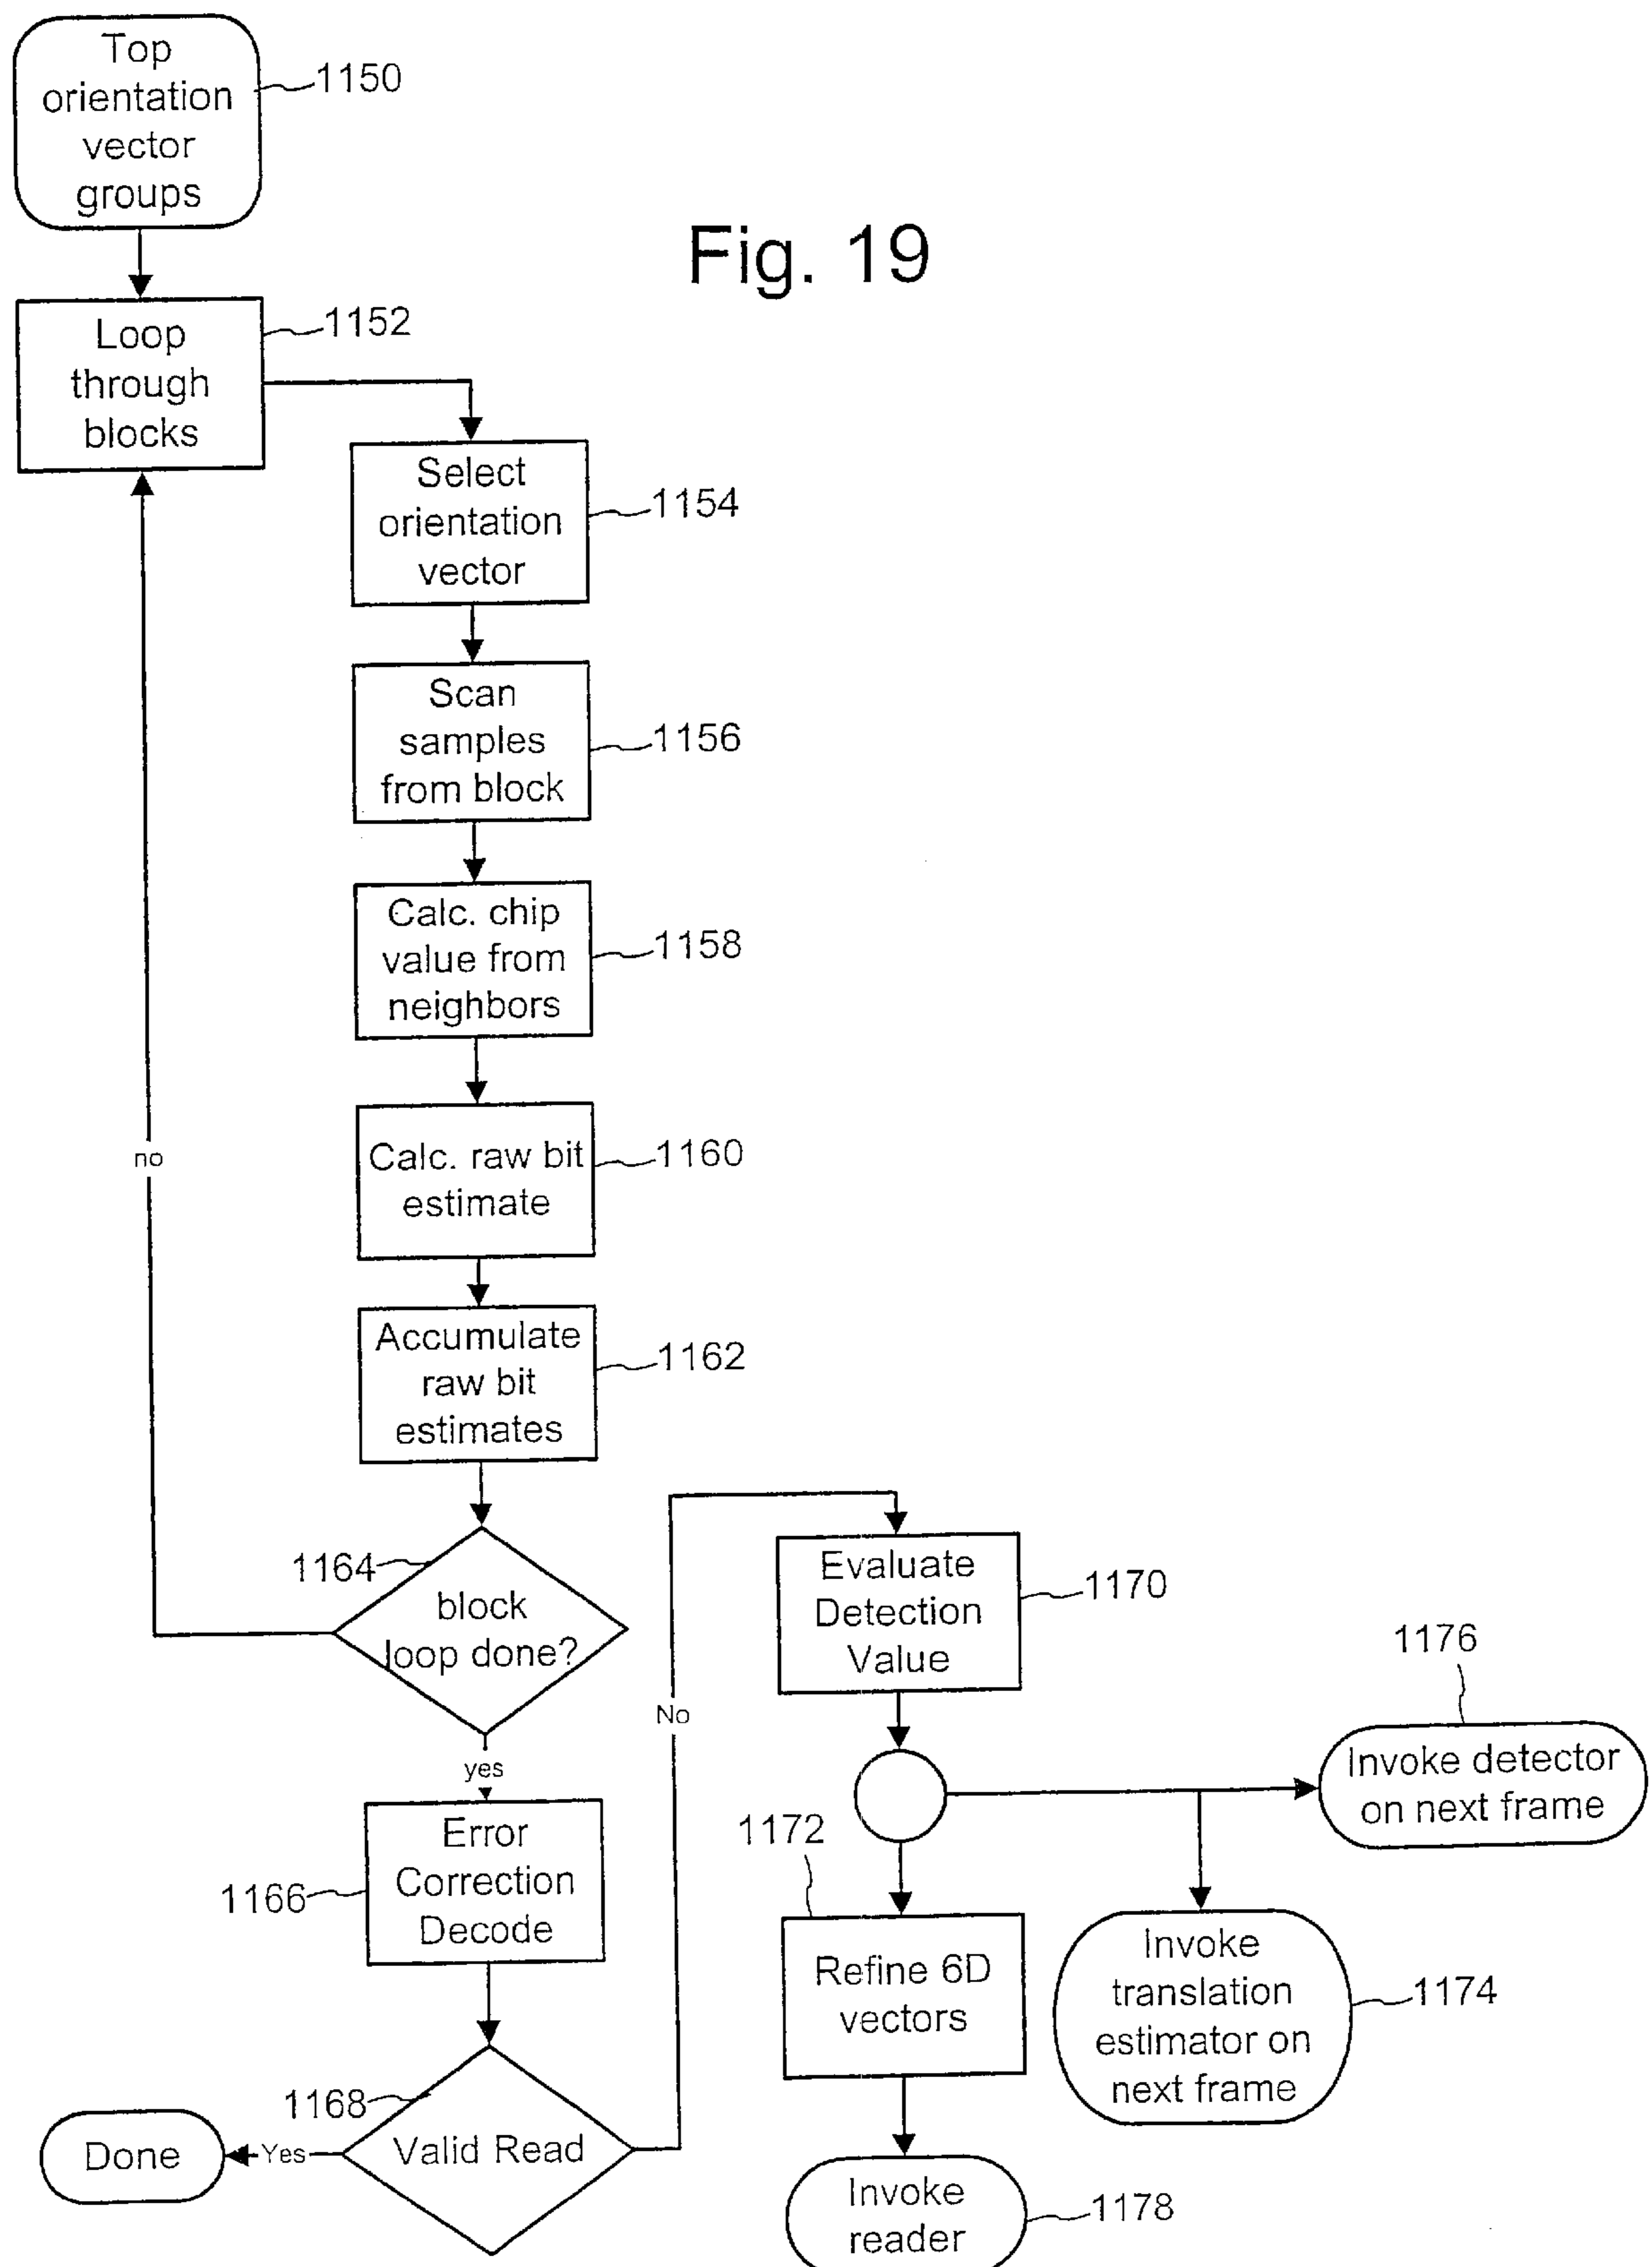 Top
orientation
vector
groups
1150
Fig. 19
Loop
through
blocks
1152
Select
orientation
vector
1154
Scan
samples
from block
1156
Calc. chip
value from
neighbors
1158
no
Calc. raw bit
estimate
1160
Accumulate
raw bit
estimates
1162
1164
block
loop done?
yes
Error
Correction
Decode
1166
1168
Valid Read
Yes
Done
No
Evaluate
Detection
Value
1170
1176
Invoke detector
on next frame
1172
Refine 6D
vectors
Invoke
translation
estimator on
next frame
1174
Invoke
reader
1178